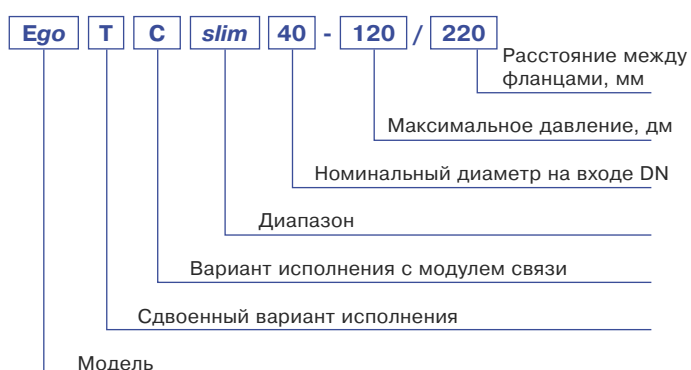 Ego T C slim 40 - 120 / 220
Расстояние между
фланцами, мм
Максимальное давление, дм
Номинальный диаметр на входе DN
Диапазон
Вариант исполнения с модулем связи
Сдвоенный вариант исполнения
Модель